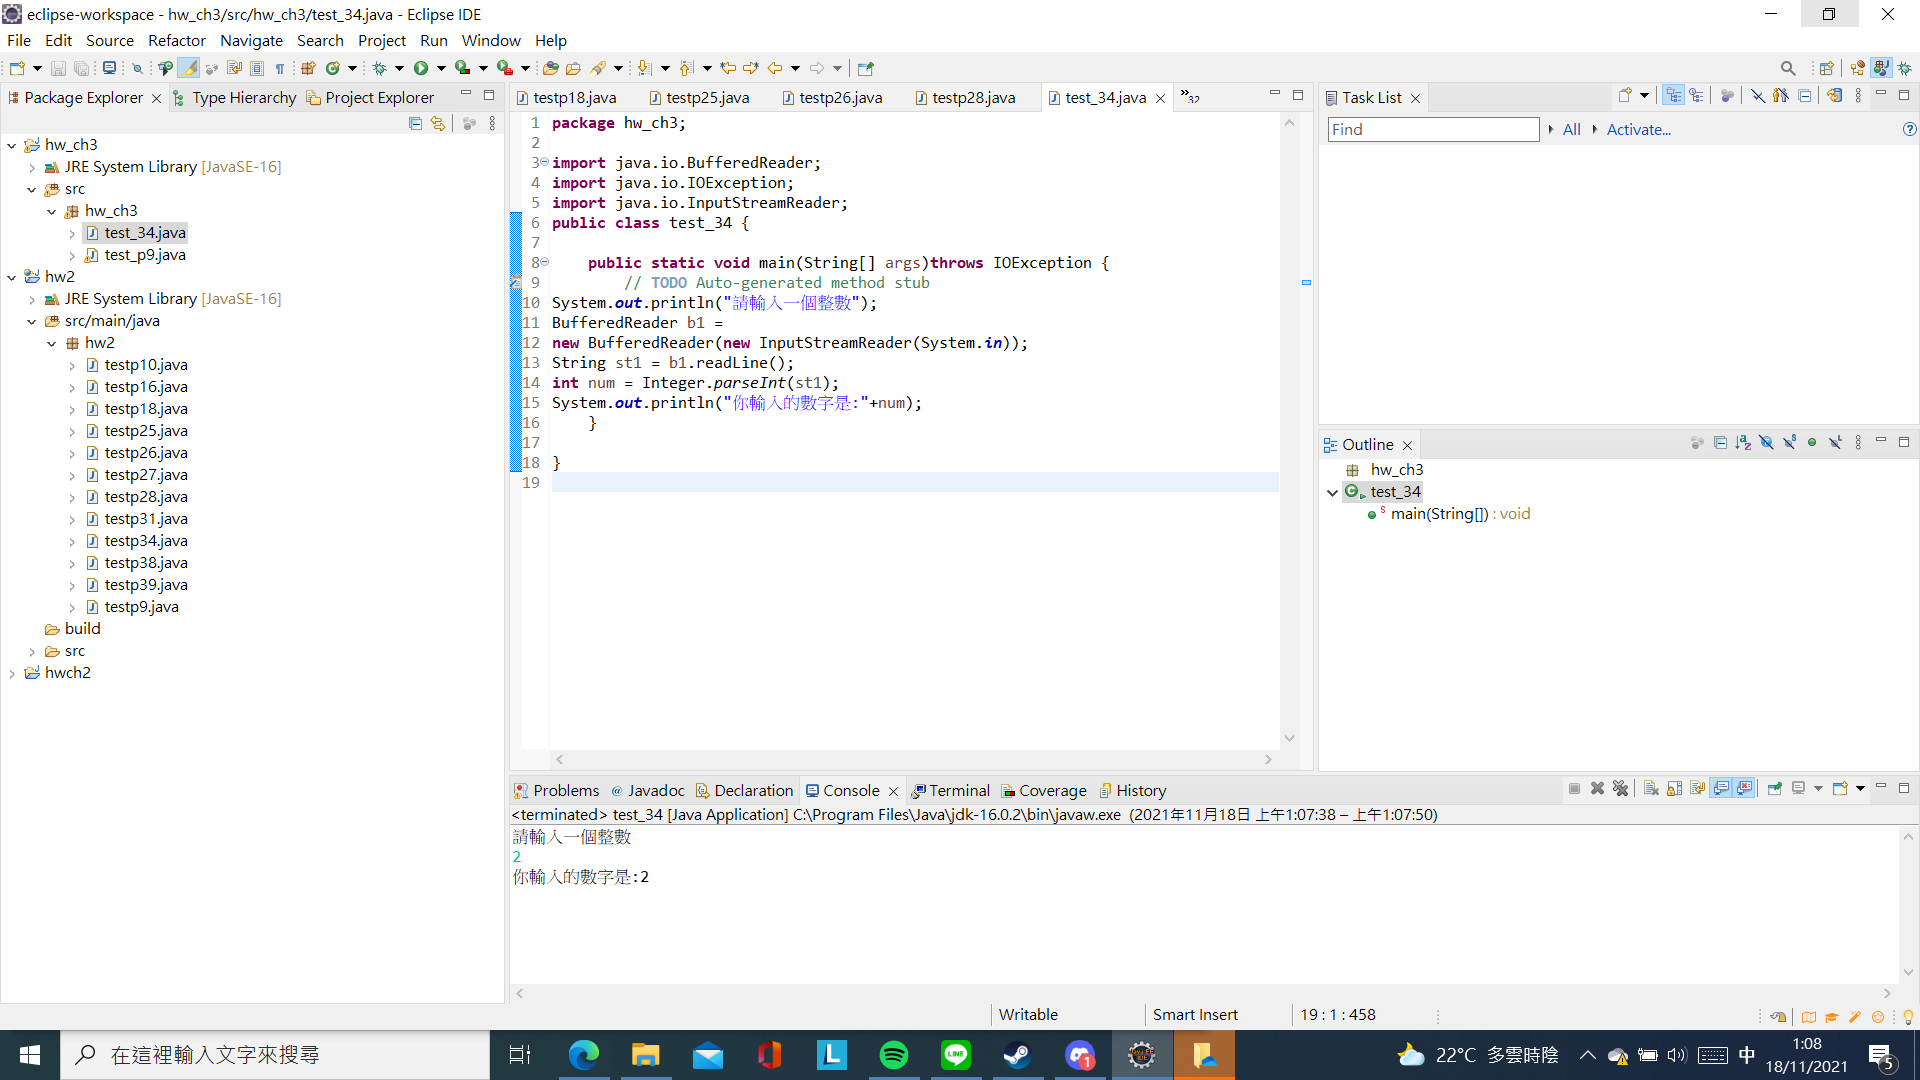 eclipse-workspace - hw_ch3/src/hw_ch3/test_34.java - Eclipse IDE
File Edit Source Refactor Navigate Search Project Run Window Help
Package Explorer Type Hierarchy Project Explorer
hw_ch3
JRE System Library [JavaSE-16]
src
hw_ch3
test_34.java
test_p9.java
hw2
JRE System Library [JavaSE-16]
src/main/java
hw2
testp10.java
testp16.java
testp18.java
testp25.java
testp26.java
testp27.java
testp28.java
testp31.java
testp34.java
testp38.java
testp39.java
testp9.java
build
src
hwch2
testp18.java testp25.java testp26.java testp28.java test_34.java »32
1 package hw_ch3;
2
3 import java.io.BufferedReader;
4 import java.io.IOException;
5 import java.io.InputStreamReader;
6 public class test_34 {
7
8 public static void main(String[] args)throws IOException {
9 // TODO Auto-generated method stub
10 System.out.println("請輸入一個整數");
11 BufferedReader b1 =
12 new BufferedReader(new InputStreamReader(System.in));
13 String st1 = b1.readLine();
14 int num = Integer.parseInt(st1);
15 System.out.println("你輸入的數字是:"+num);
16 }
17
18 }
19
Task List
Find All Activate...
Outline
hw_ch3
test_34
main(String[]) : void
Problems @ Javadoc Declaration Console Terminal Coverage History
<terminated> test_34 [Java Application] C:\Program Files\Java\jdk-16.0.2\bin\javaw.exe (2021年11月18日 上午1:07:38 – 上午1:07:50)
請輸入一個整數
2
你輸入的數字是:2
Writable Smart Insert 19 : 1 : 458
在這裡輸入文字來搜尋
22°C 多雲時陰
中
1:08
18/11/2021
5